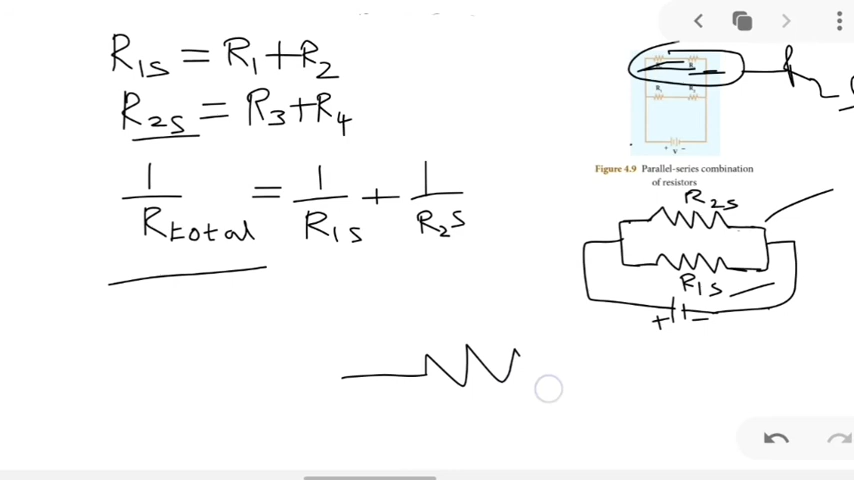 R1S = R1 + R2
R2S = R3 + R4
1/Rtotal = 1/R1S + 1/R2S
V
Figure 4.9 Parallel-series combination
of resistors
R2S
R1S
+ −